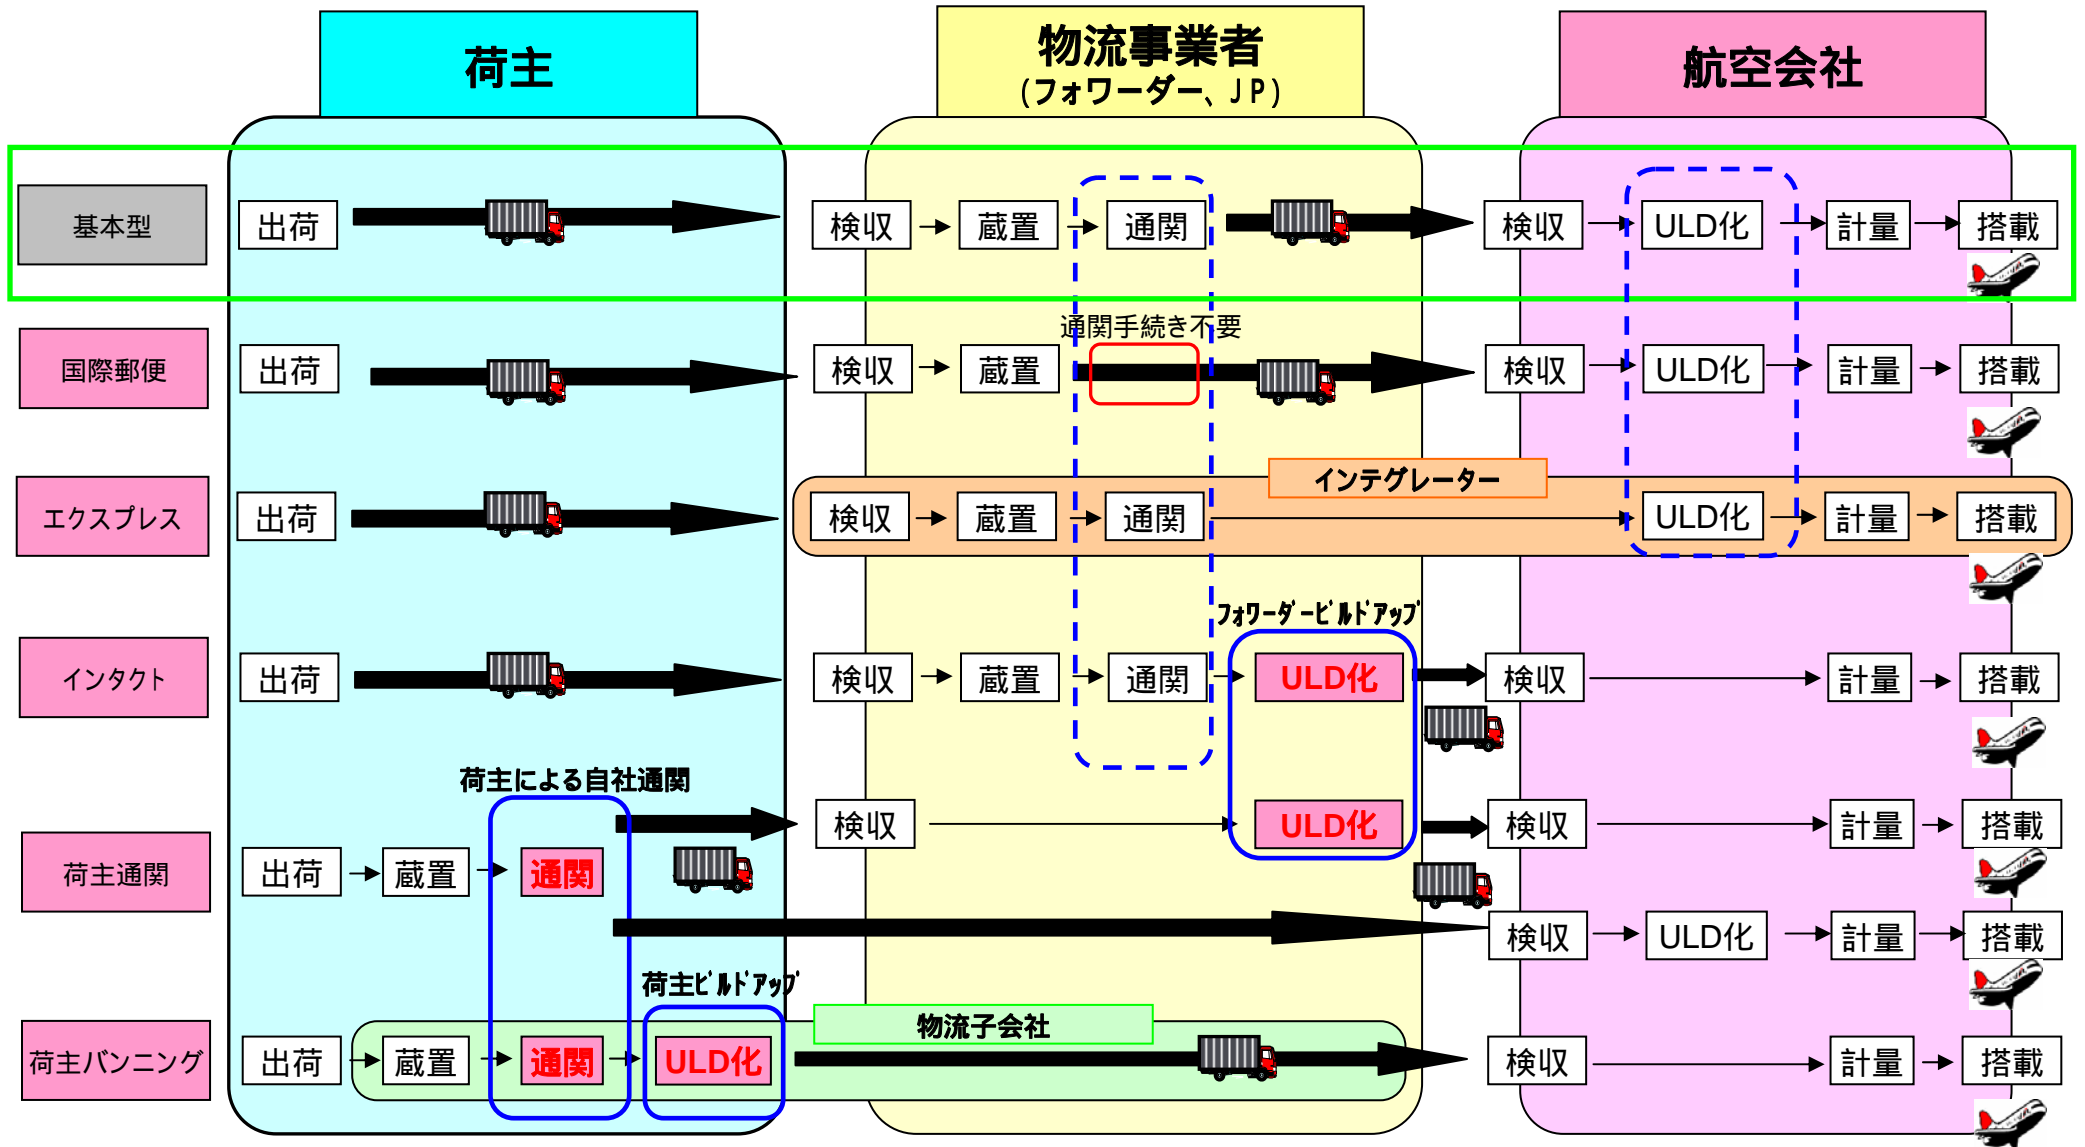 荷主
物流事業者
(フォワーダー、JP)
航空会社
基本型
出荷
検収
蔵置
通関
検収
ULD化
計量
搭載
通関手続き不要
国際郵便
出荷
検収
蔵置
検収
ULD化
計量
搭載
インテグレーター
エクスプレス
出荷
検収
蔵置
通関
ULD化
計量
搭載
フォワーダービルドアップ
インタクト
出荷
検収
蔵置
通関
ULD化
検収
計量
搭載
荷主による自社通関
検収
ULD化
検収
計量
搭載
荷主通関
出荷
蔵置
通関
検収
ULD化
計量
搭載
荷主ビルドアップ
物流子会社
荷主バンニング
出荷
蔵置
通関
ULD化
検収
計量
搭載